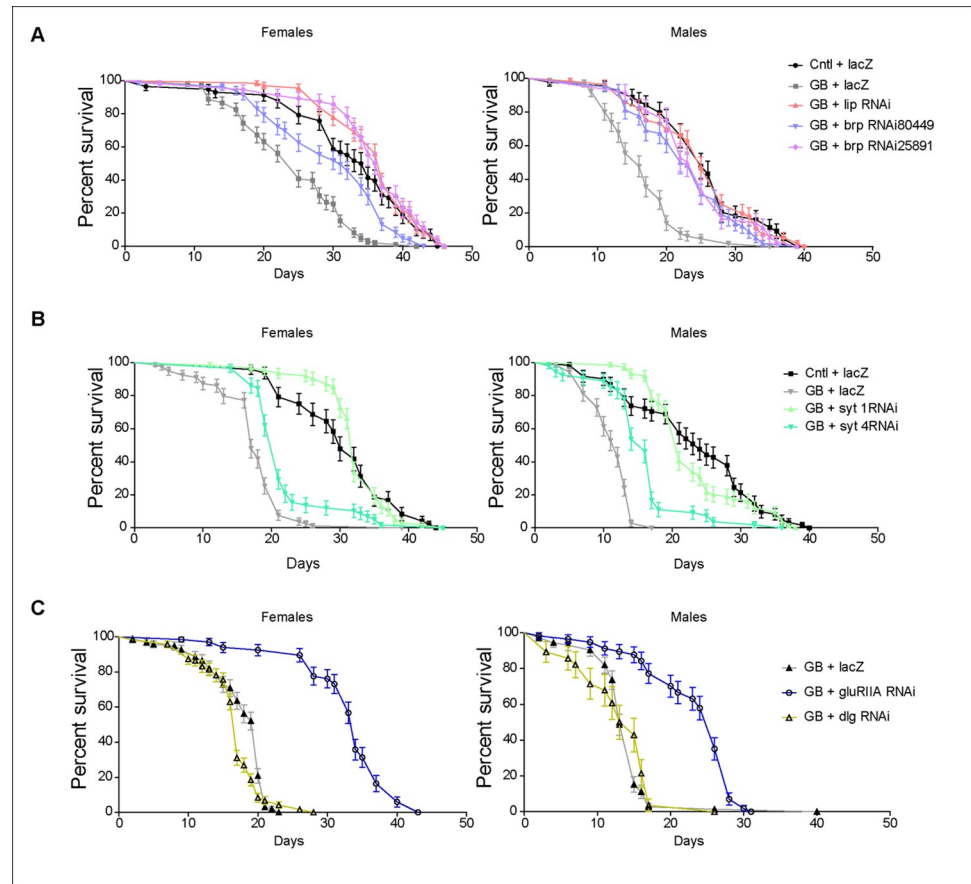 A
Females
Males
Percent survival
100
80
60
40
20
0
0 10 20 30 40 50
Days
Percent survival
100
80
60
40
20
0
0 10 20 30 40 50
Days
Cntl + lacZ
GB + lacZ
GB + lip RNAi
GB + brp RNAi80449
GB + brp RNAi25891
B
Females
Males
Percent survival
100
80
60
40
20
0
0 10 20 30 40 50
Days
Percent survival
100
80
60
40
20
0
0 10 20 30 40 50
Days
Cntl + lacZ
GB + lacZ
GB + syt 1RNAi
GB + syt 4RNAi
C
Females
Males
Percent survival
100
80
60
40
20
0
0 10 20 30 40 50
Days
Percent survival
100
80
60
40
20
0
0 10 20 30 40 50
Days
GB + lacZ
GB + gluRIIA RNAi
GB + dlg RNAi